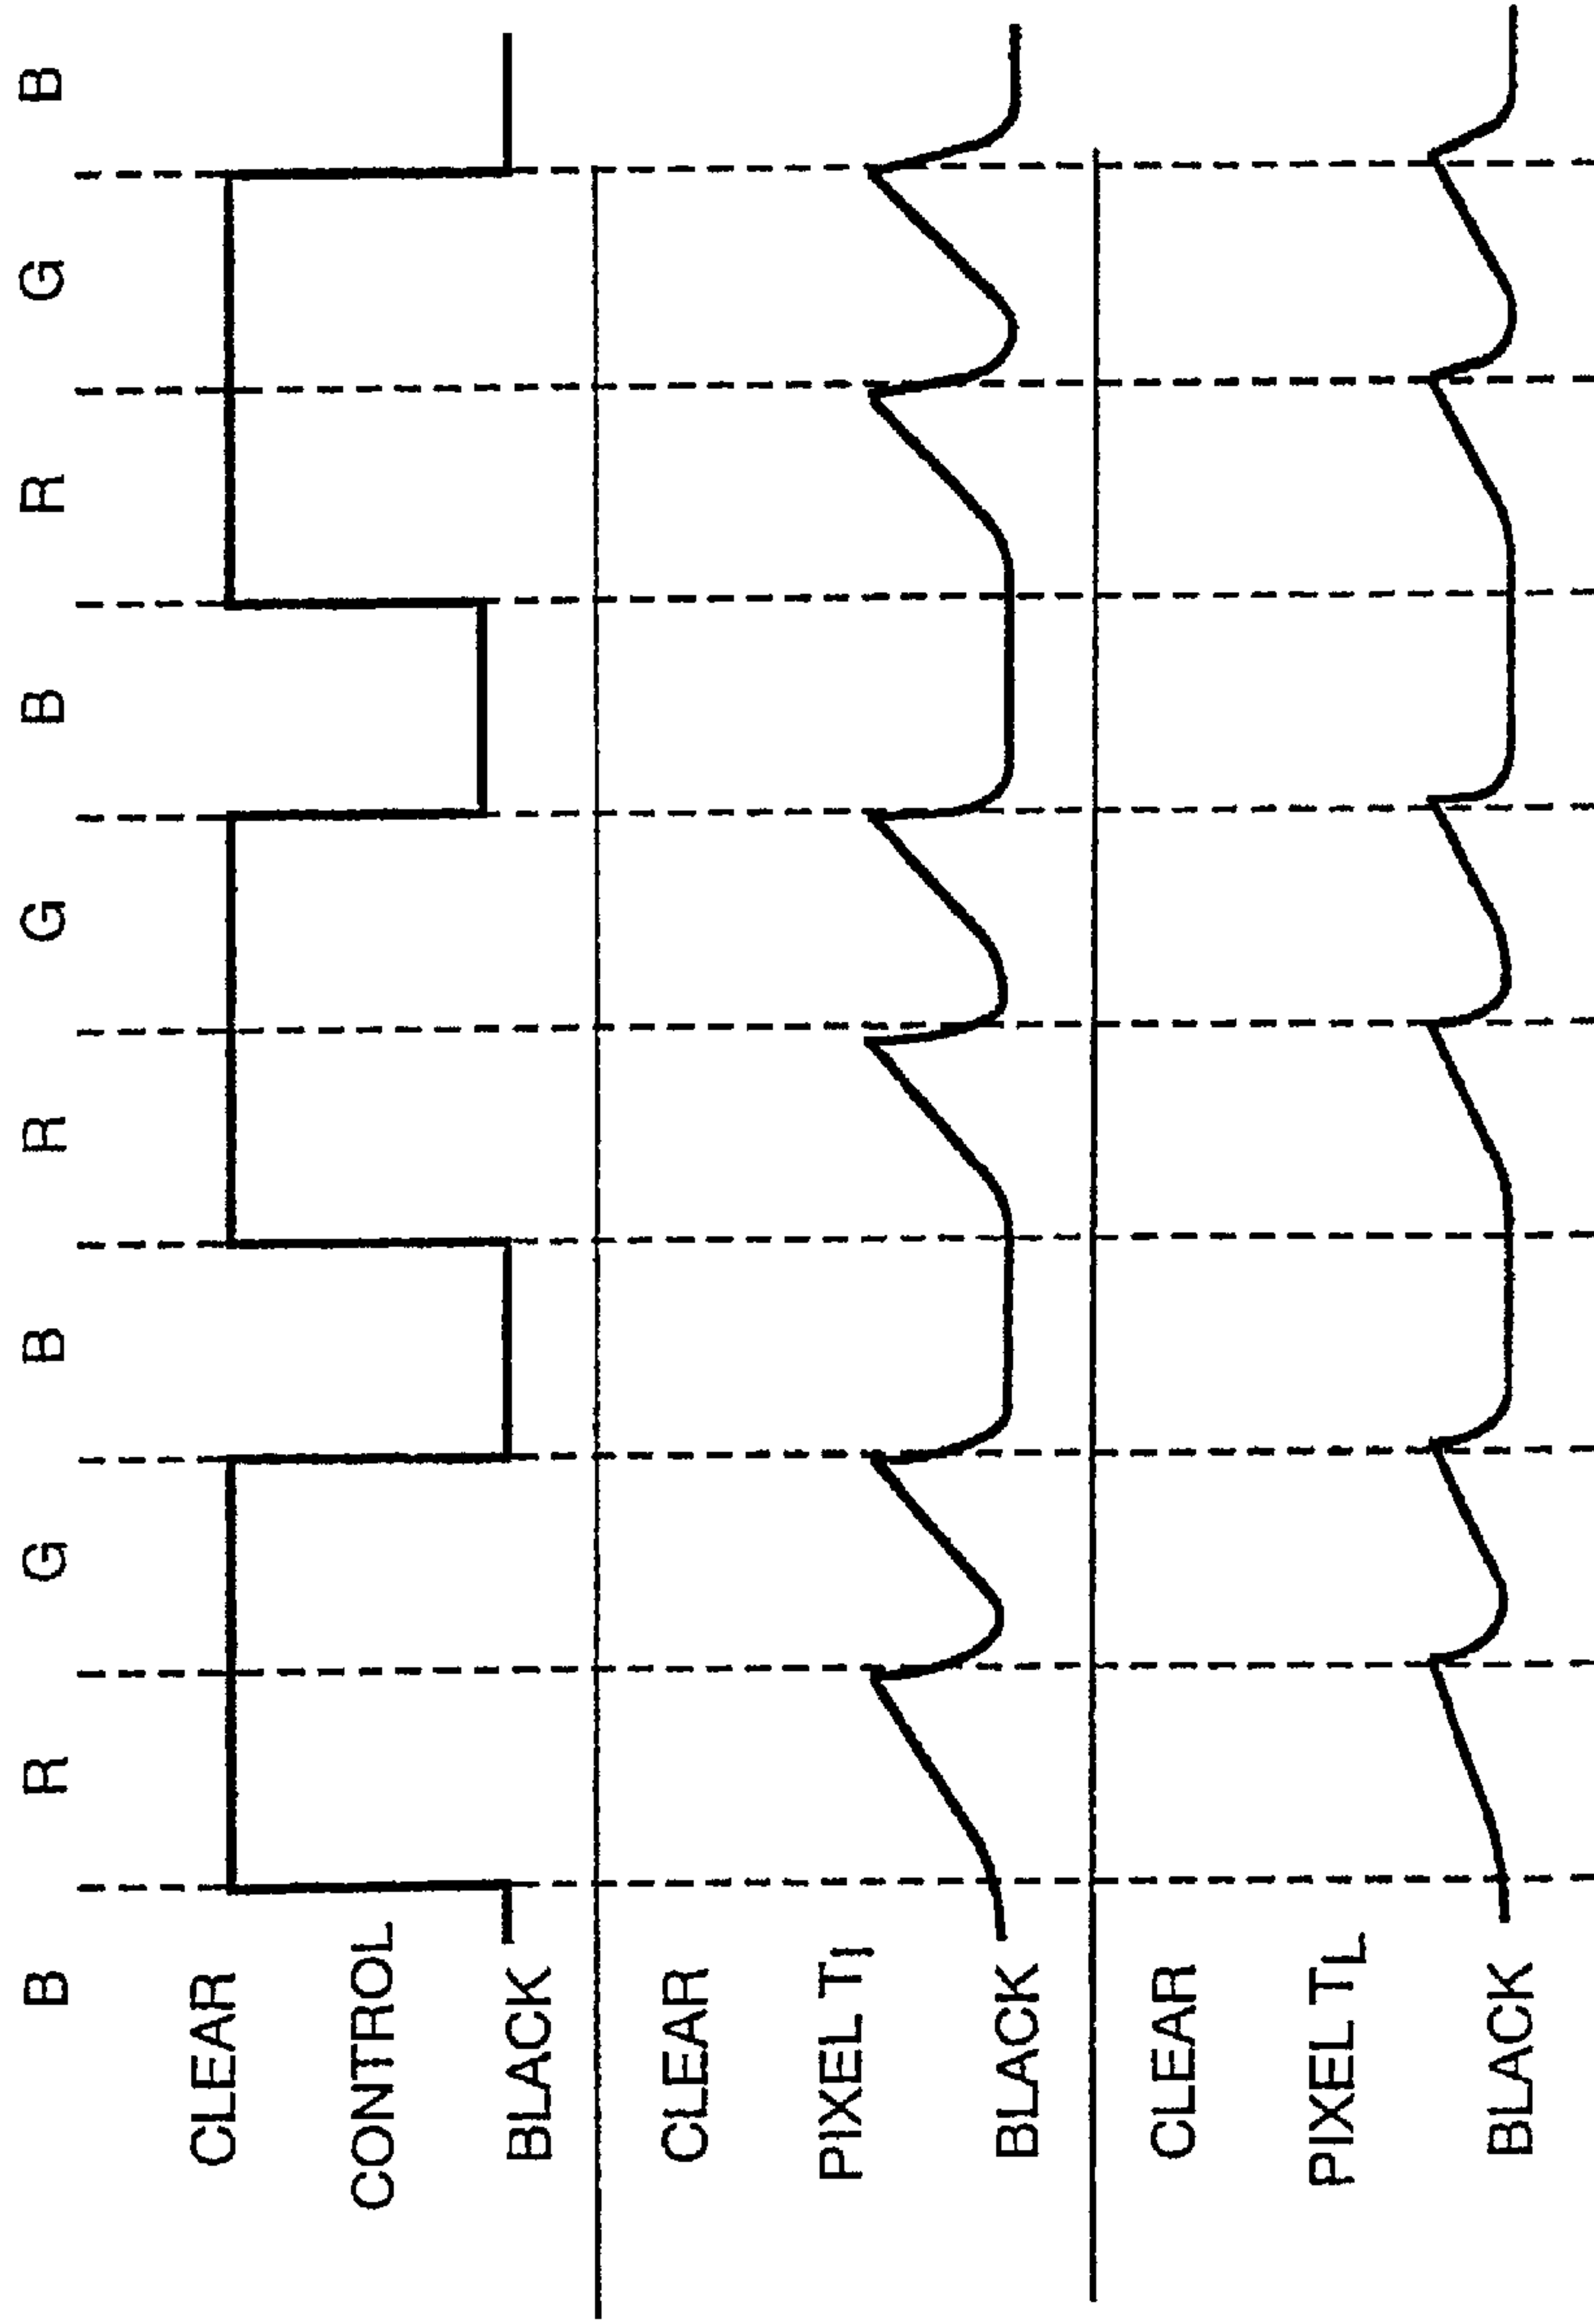 B R G B R G B R G B
CLEAR
CONTROL
BLACK
CLEAR
PIXEL TI
BLACK
CLEAR
PIXEL TL
BLACK